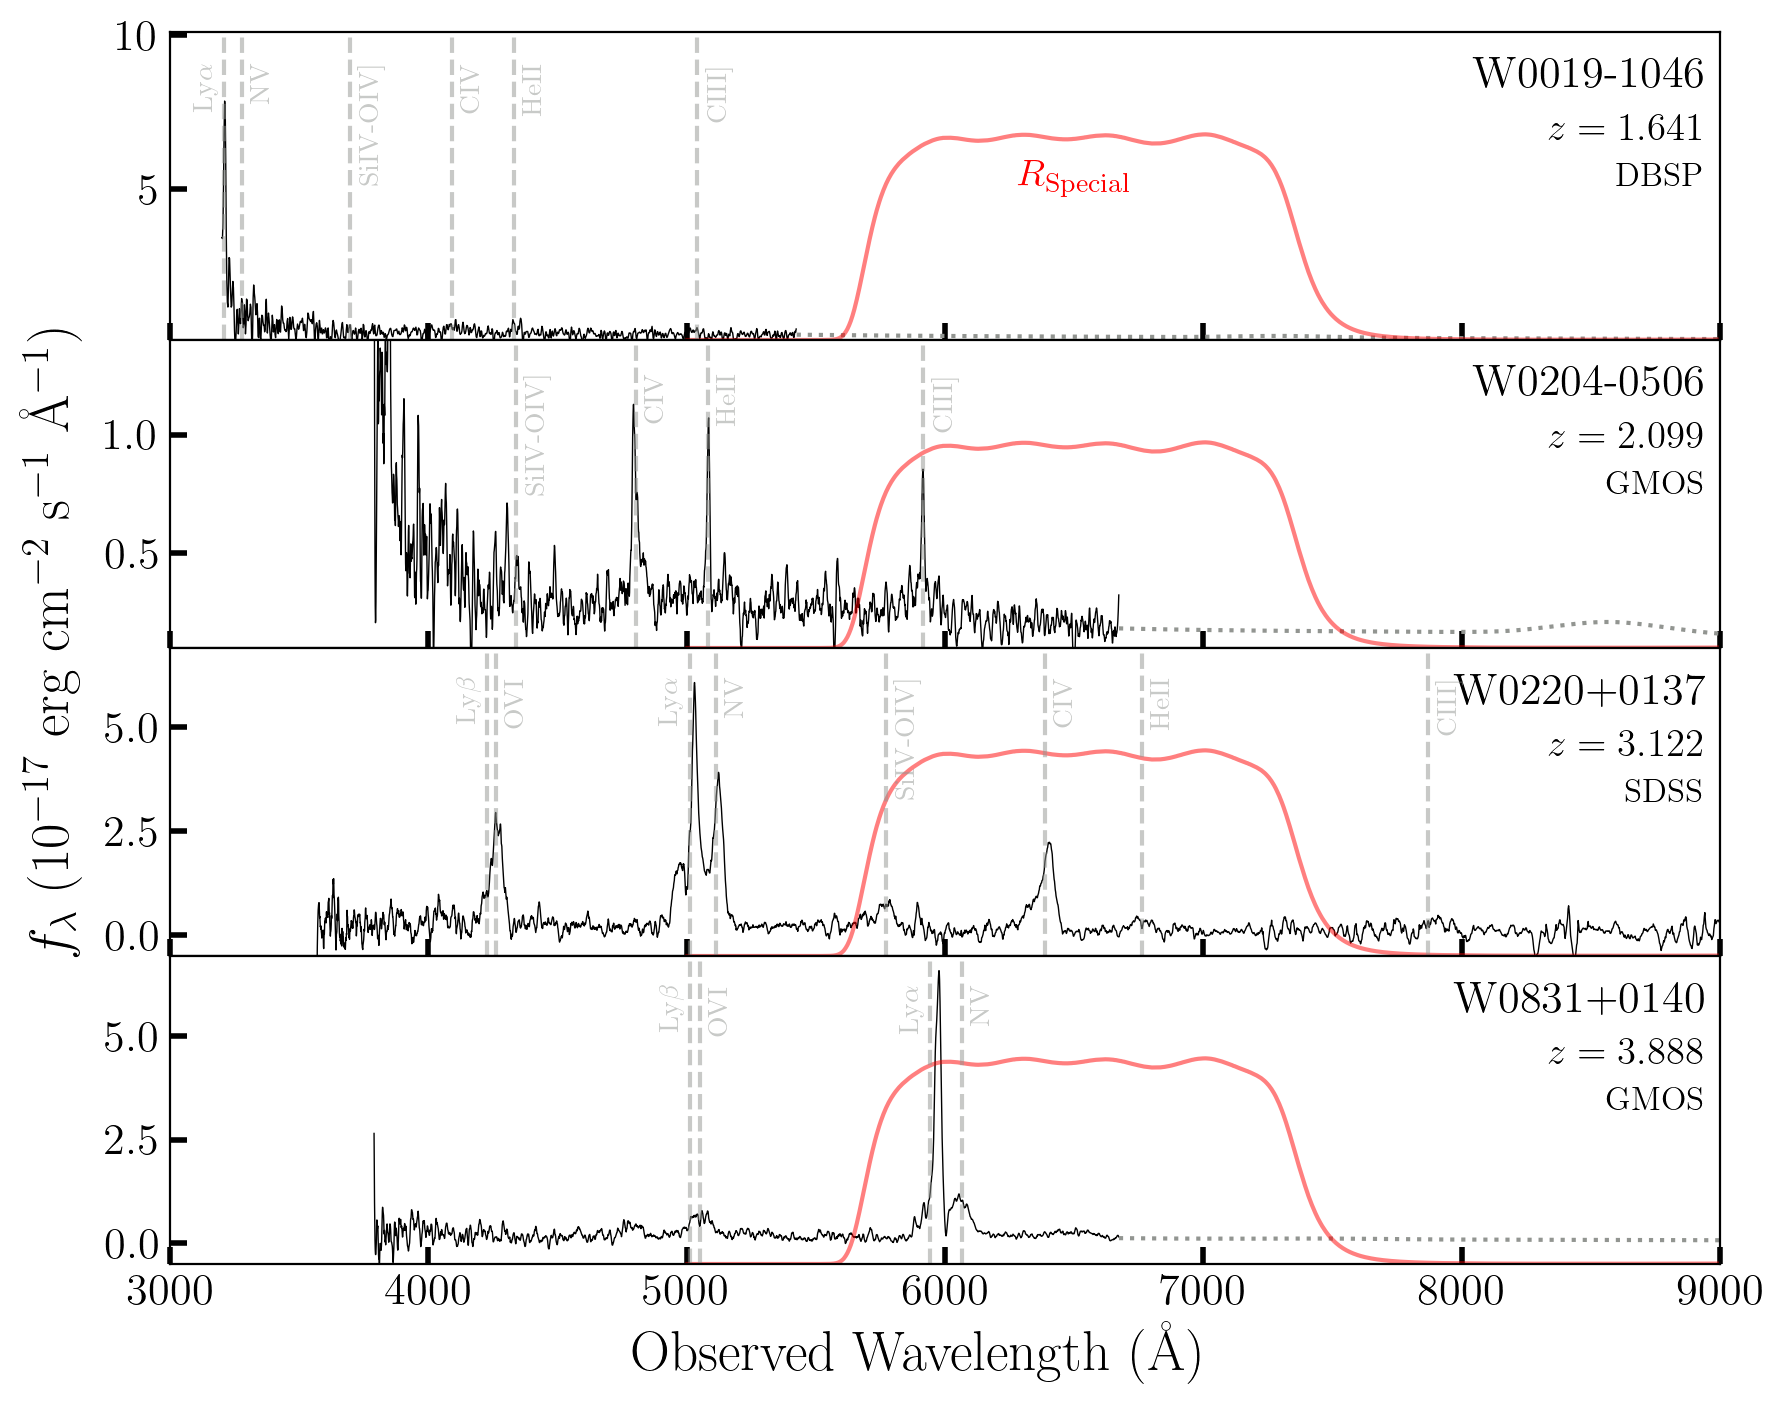 10
5
Lyα
NV
SiIV-OIV]
CIV
HeII
CIII]
W0019-1046
z = 1.641
DBSP
R_Special
1.0
0.5
SiIV-OIV]
CIV
HeII
CIII]
W0204-0506
z = 2.099
GMOS
5.0
2.5
0.0
Lyβ
OVI
Lyα
NV
SiIV-OIV]
CIV
HeII
CIII]
W0220+0137
z = 3.122
SDSS
5.0
2.5
0.0
Lyβ
OVI
Lyα
NV
W0831+0140
z = 3.888
GMOS
3000 4000 5000 6000 7000 8000 9000
Observed Wavelength (Å)
f_λ (10⁻¹⁷ erg cm⁻² s⁻¹ Å⁻¹)